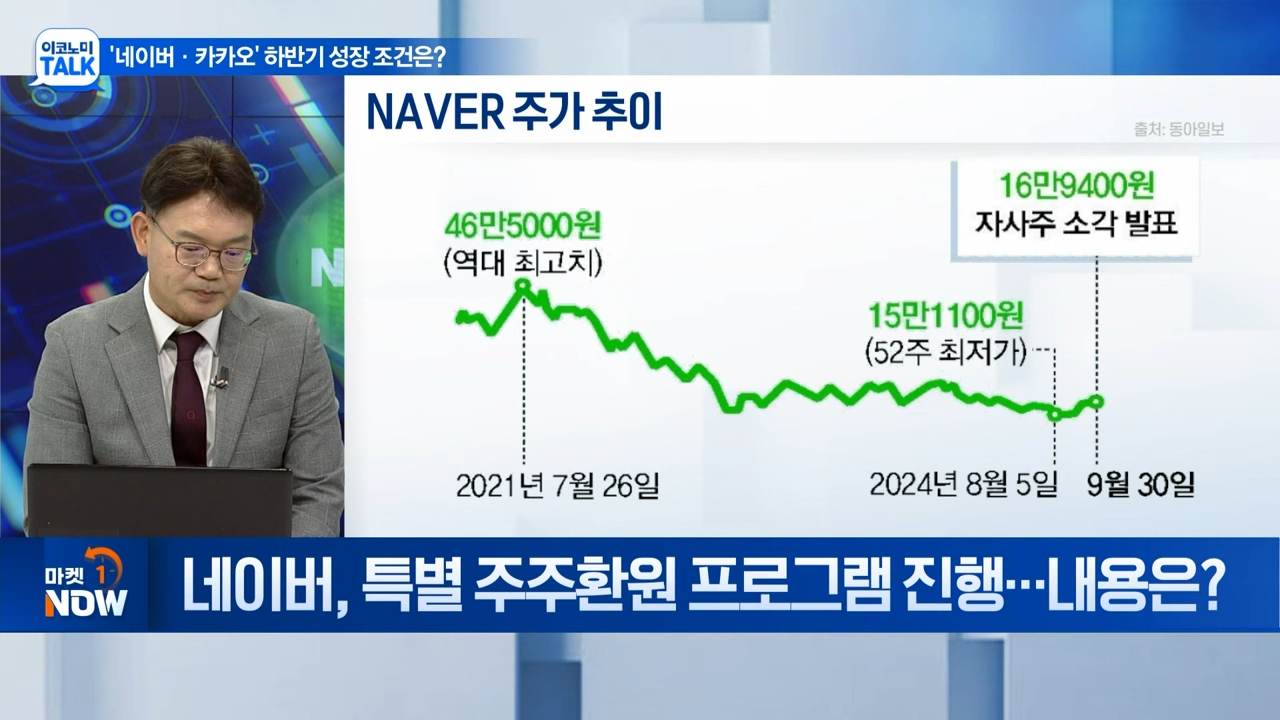 이코노미
TALK
'네이버·카카오' 하반기 성장 조건은?
NAVER 주가 추이
출처: 동아일보
16만9400원
자사주 소각 발표
46만5000원
(역대 최고치)
15만1100원
(52주 최저가)
2021년 7월 26일
2024년 8월 5일
9월 30일
N
마켓 1
NOW
네이버, 특별 주주환원 프로그램 진행…내용은?